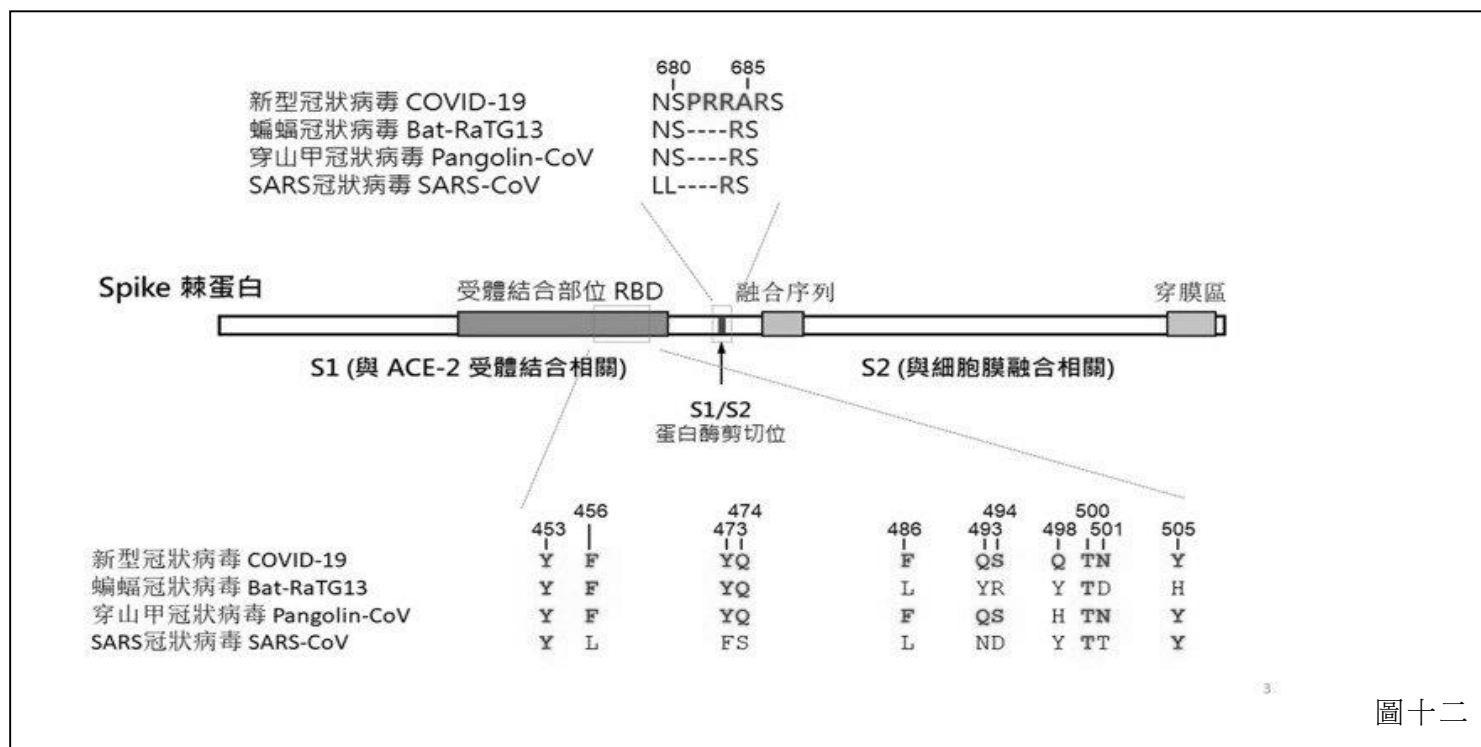 680 685
新型冠狀病毒 COVID-19 NSPRRARS
蝙蝠冠狀病毒 Bat-RaTG13 NS----RS
穿山甲冠狀病毒 Pangolin-CoV NS----RS
SARS冠狀病毒 SARS-CoV LL----RS
Spike 棘蛋白 受體結合部位 RBD 融合序列 穿膜區
S1 (與 ACE-2 受體結合相關) S2 (與細胞膜融合相關)
S1/S2
蛋白酶剪切位
456 474 494 500
453 473 486 493 498 501 505
新型冠狀病毒 COVID-19 Y F YQ F QS Q TN Y
蝙蝠冠狀病毒 Bat-RaTG13 Y F YQ L YR Y TD H
穿山甲冠狀病毒 Pangolin-CoV Y F YQ F QS H TN Y
SARS冠狀病毒 SARS-CoV Y L FS L ND Y TT Y
3
圖十二